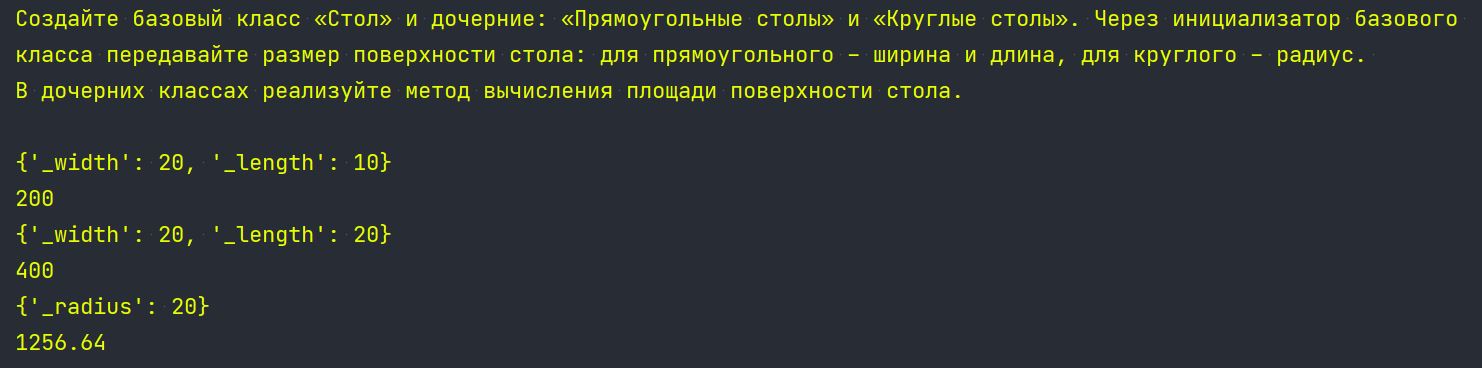 Создайте базовый класс «Стол» и дочерние: «Прямоугольные столы» и «Круглые столы». Через инициализатор базового
класса передавайте размер поверхности стола: для прямоугольного – ширина и длина, для круглого – радиус.
В дочерних классах реализуйте метод вычисления площади поверхности стола.
{'_width': 20, '_length': 10}
200
{'_width': 20, '_length': 20}
400
{'_radius': 20}
1256.64